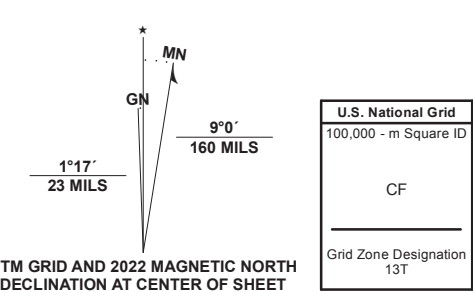 ★
MN
GN
9°0´
160 MILS
1°17´
23 MILS
TM GRID AND 2022 MAGNETIC NORTH
DECLINATION AT CENTER OF SHEET
U.S. National Grid
100,000 - m Square ID
CF
Grid Zone Designation
13T